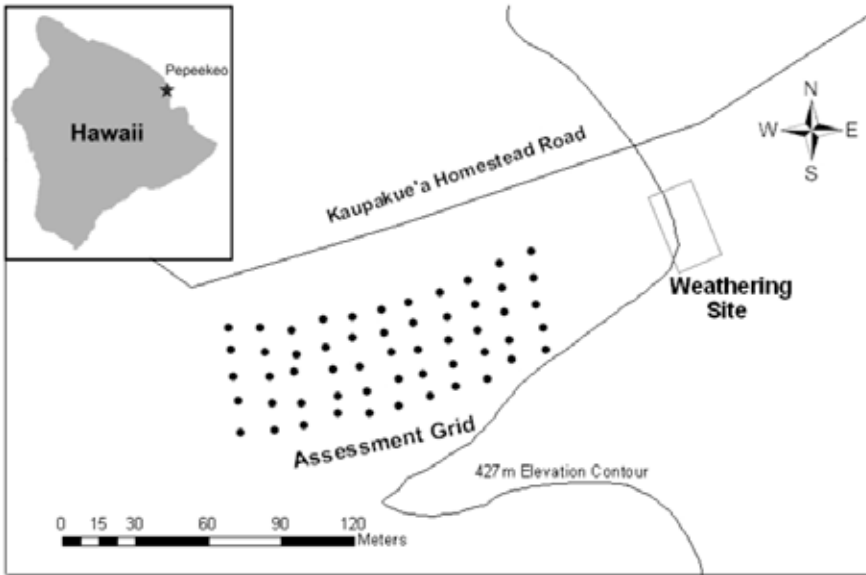 Pepeekeo
Hawaii
Kaupakue'a Homestead Road
N
W E
S
Weathering
Site
Assessment Grid
427m Elevation Contour
0 15 30 60 90 120
Meters